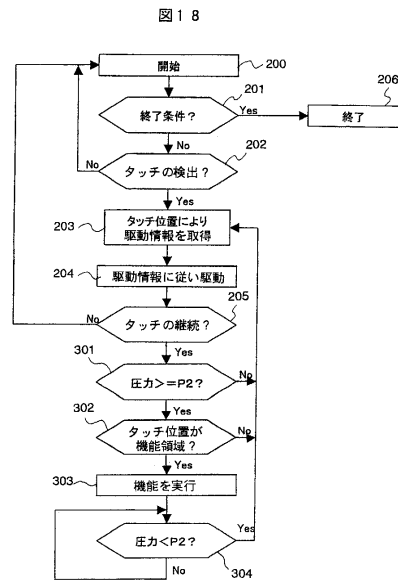 図18
開始
200
201
終了条件?
Yes
206
終了
No
202
No
タッチの検出?
Yes
203
タッチ位置により
駆動情報を取得
204
駆動情報に従い駆動
205
No
タッチの継続?
Yes
301
圧力>=P2?
No
Yes
302
タッチ位置が
機能領域?
No
Yes
303
機能を実行
圧力<P2?
Yes
No
304